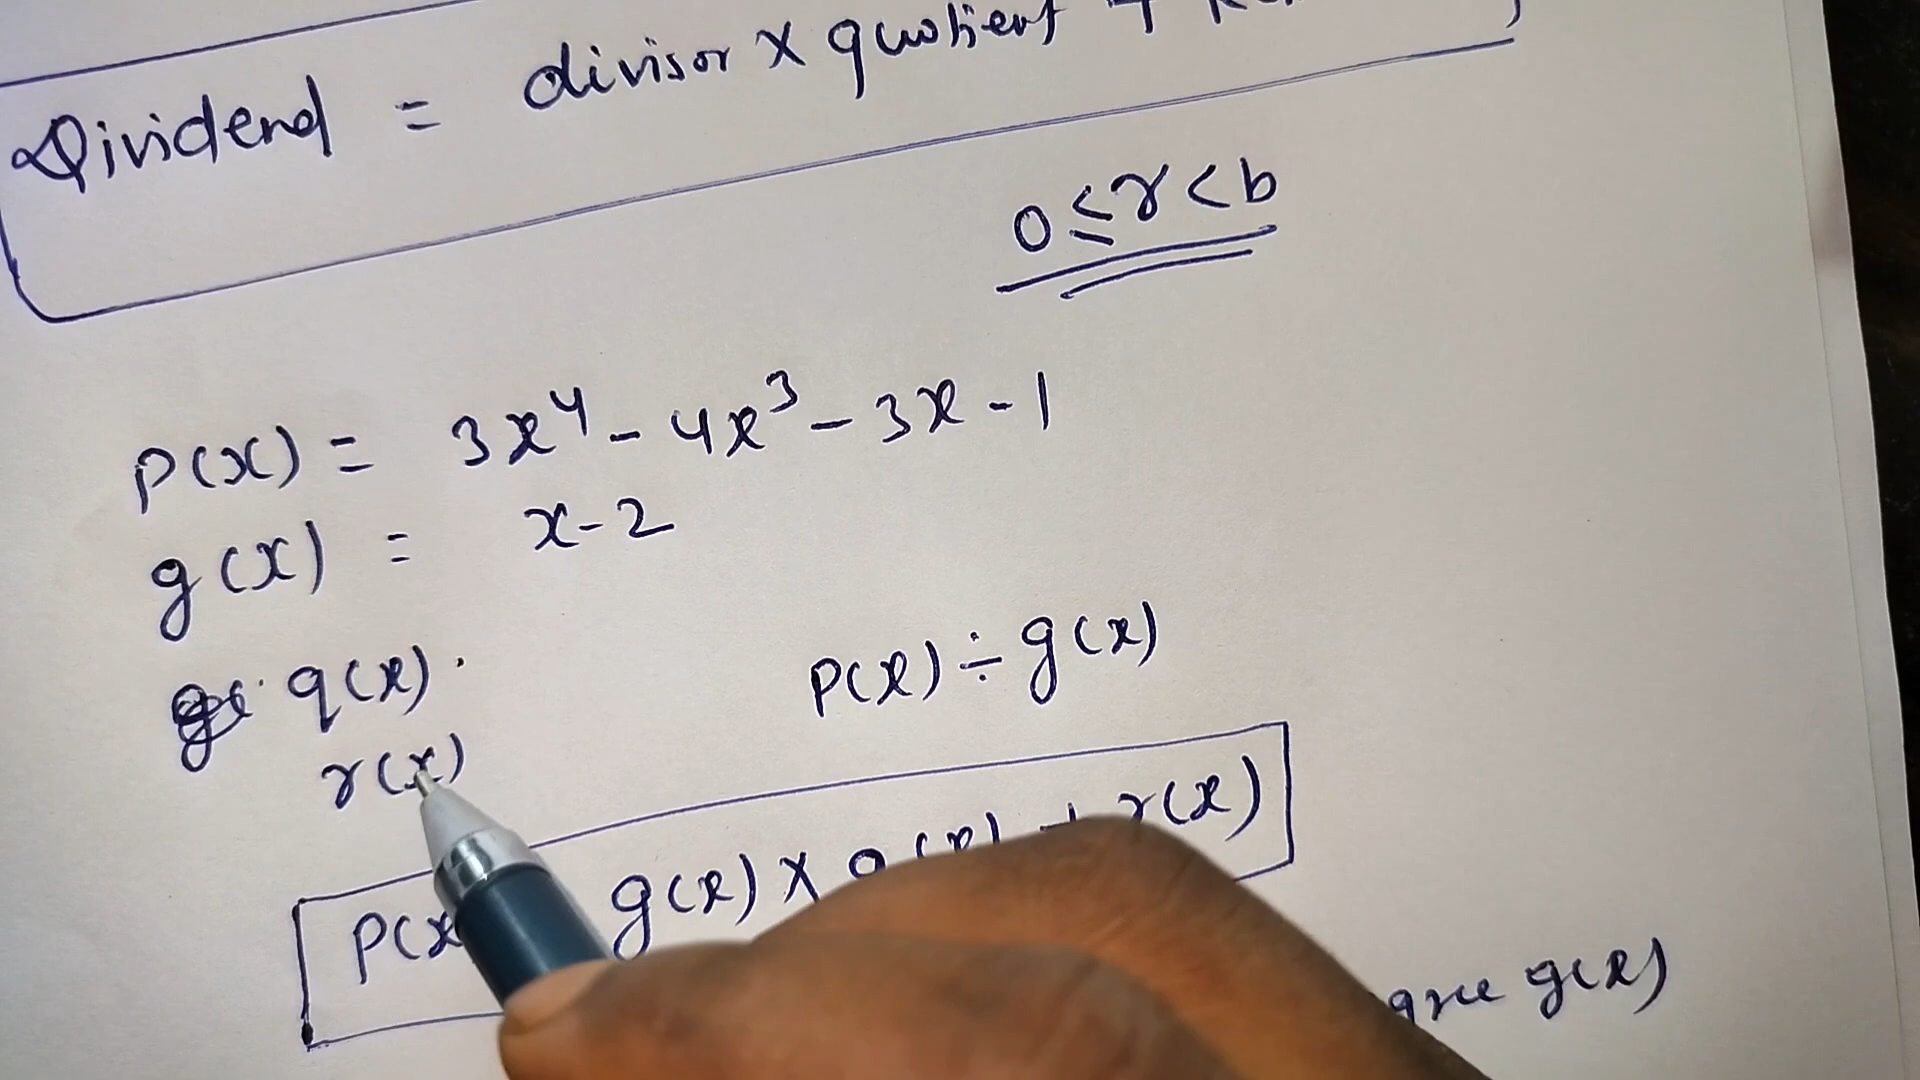 Dividend = divisor × quotient +
0 ≤ r < b
P(x) = 3x⁴ - 4x³ - 3x - 1
g(x) = x - 2
q(x).
P(x) ÷ g(x)
r(x)
P(x g(x) × q(x) + r(x)
g(x)